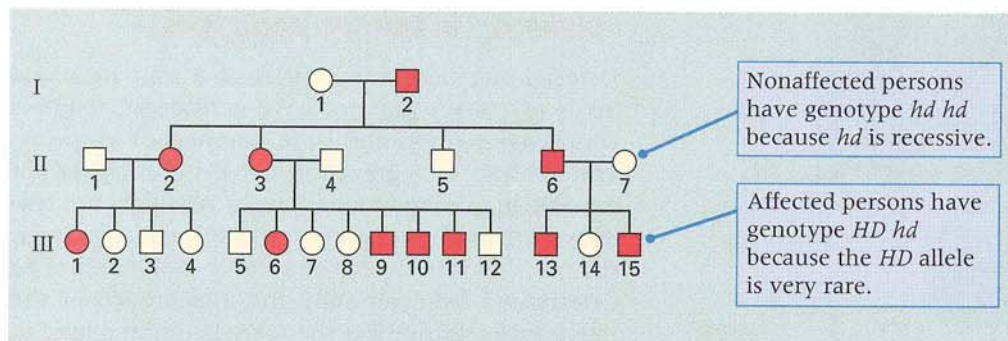 I
1 2
Nonaffected persons
have genotype hd hd
because hd is recessive.
II
1 2 3 4 5 6 7
Affected persons have
genotype HD hd
because the HD allele
is very rare.
III
1 2 3 4 5 6 7 8 9 10 11 12 13 14 15